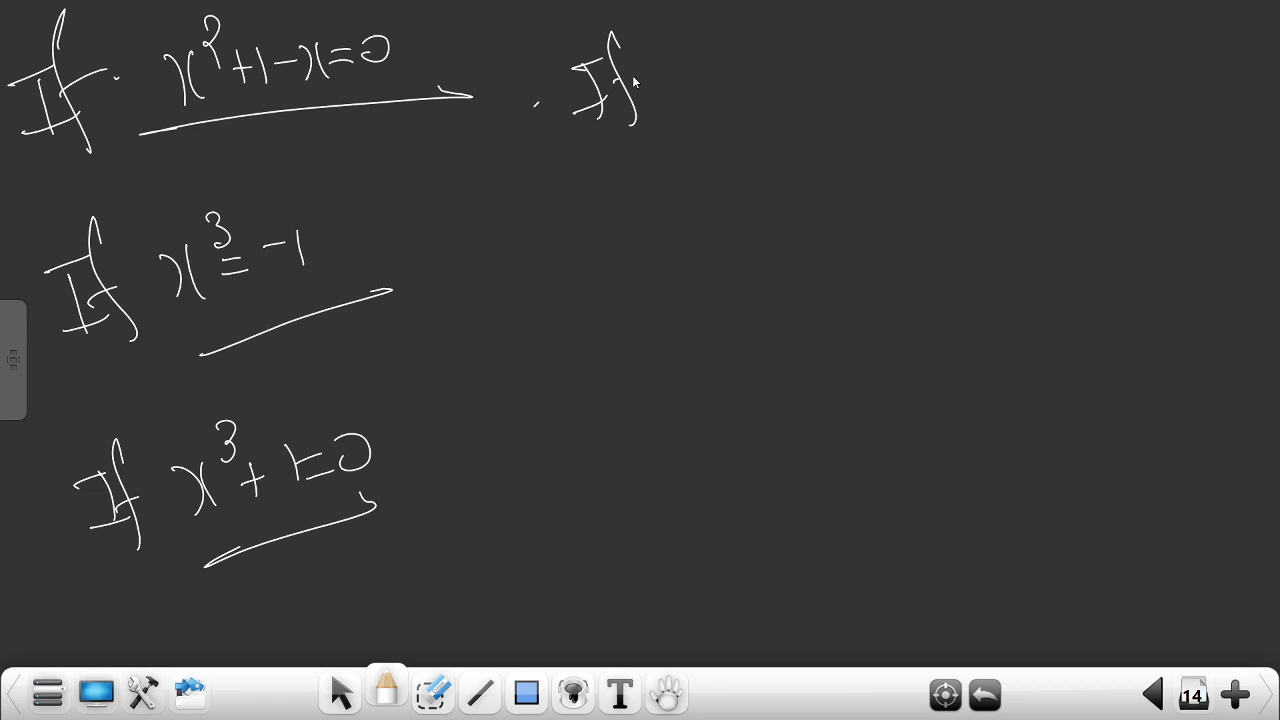 If x²+1-x=0
If
If x³=-1
If x³+1=0
T
14